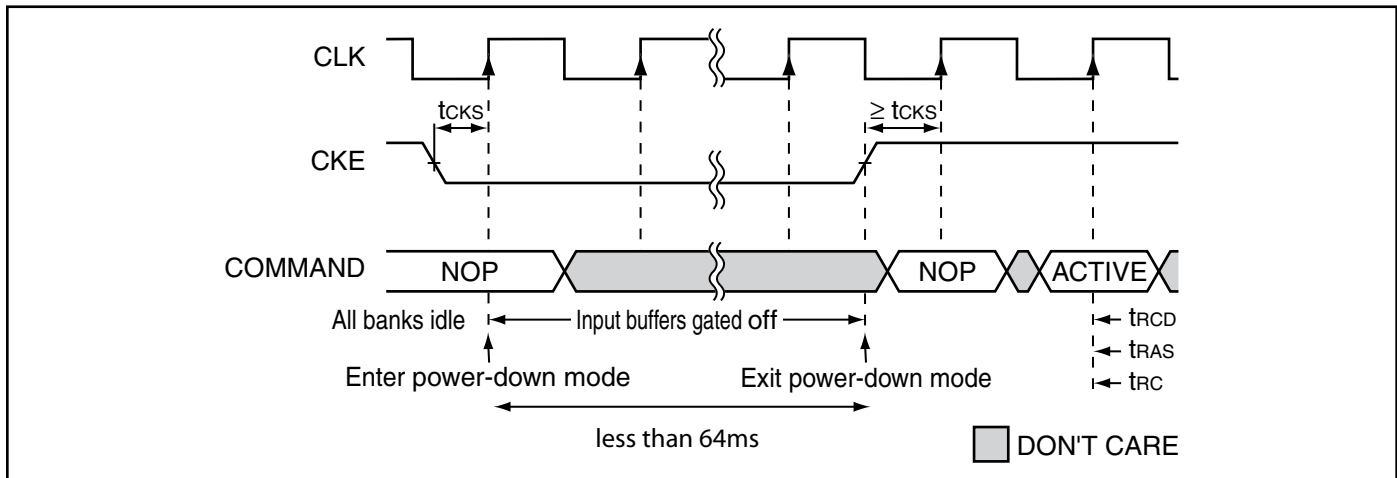 CLK
tCKS
≥ tCKS
CKE
COMMAND
NOP
NOP
ACTIVE
All banks idle
Input buffers gated off
tRCD
tRAS
tRC
Enter power-down mode
Exit power-down mode
less than 64ms
DON'T CARE